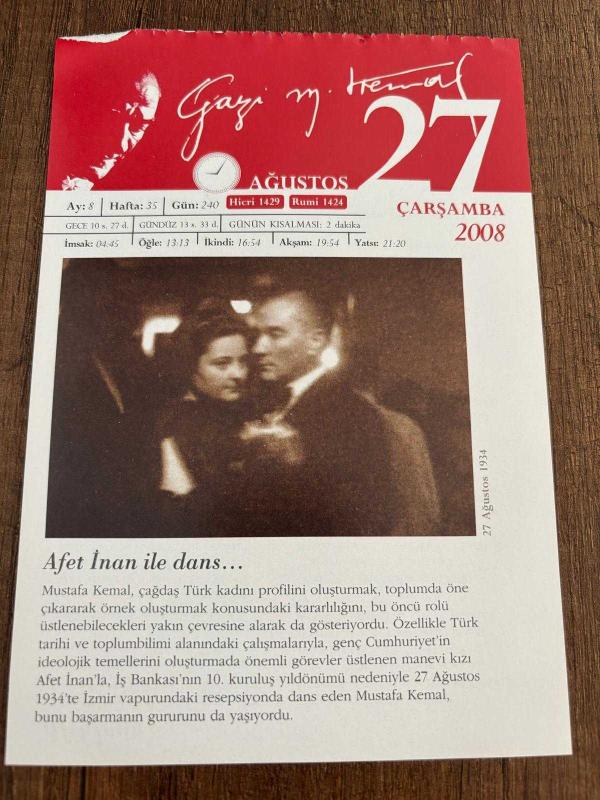 Gazi M. Kemal
27
AĞUSTOS
ÇARŞAMBA
2008
Ay: 8 Hafta: 35 Gün: 240 Hicri 1429 Rumi 1424
GECE 10 s. 27 d. GÜNDÜZ 13 s. 33 d. GÜNÜN KISALMASI: 2 dakika
İmsak: 04:45 Öğle: 13:13 İkindi: 16:54 Akşam: 19:54 Yatsı: 21:20
27 Ağustos 1934
Afet İnan ile dans...
Mustafa Kemal, çağdaş Türk kadını profilini oluşturmak, toplumda öne
çıkararak örnek oluşturmak konusundaki kararlılığını, bu öncü rolü
üstlenebilecekleri yakın çevresine alarak da gösteriyordu. Özellikle Türk
tarihi ve toplumbilimi alanındaki çalışmalarıyla, genç Cumhuriyet'in
ideolojik temellerini oluşturmada önemli görevler üstlenen manevi kızı
Afet İnan'la, İş Bankası'nın 10. kuruluş yıldönümü nedeniyle 27 Ağustos
1934'te İzmir vapurundaki resepsiyonda dans eden Mustafa Kemal,
bunu başarmanın gururunu da yaşıyordu.